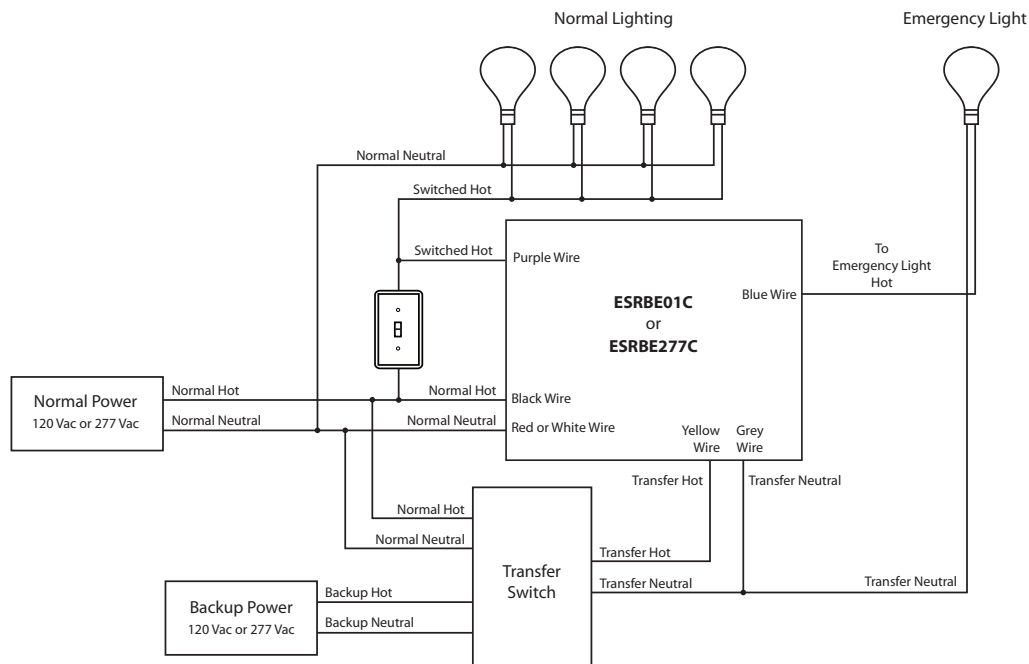 Normal Lighting
Emergency Light
Normal Neutral
Switched Hot
Switched Hot
Purple Wire
To
Emergency Light
Hot
Blue Wire
ESRBE01C
or
ESRBE277C
Normal Power
120 Vac or 277 Vac
Normal Hot
Normal Hot
Black Wire
Normal Neutral
Normal Neutral
Red or White Wire
Yellow
Wire
Grey
Wire
Transfer Hot
Transfer Neutral
Normal Hot
Normal Neutral
Transfer
Switch
Transfer Hot
Transfer Neutral
Transfer Neutral
Backup Power
120 Vac or 277 Vac
Backup Hot
Backup Neutral